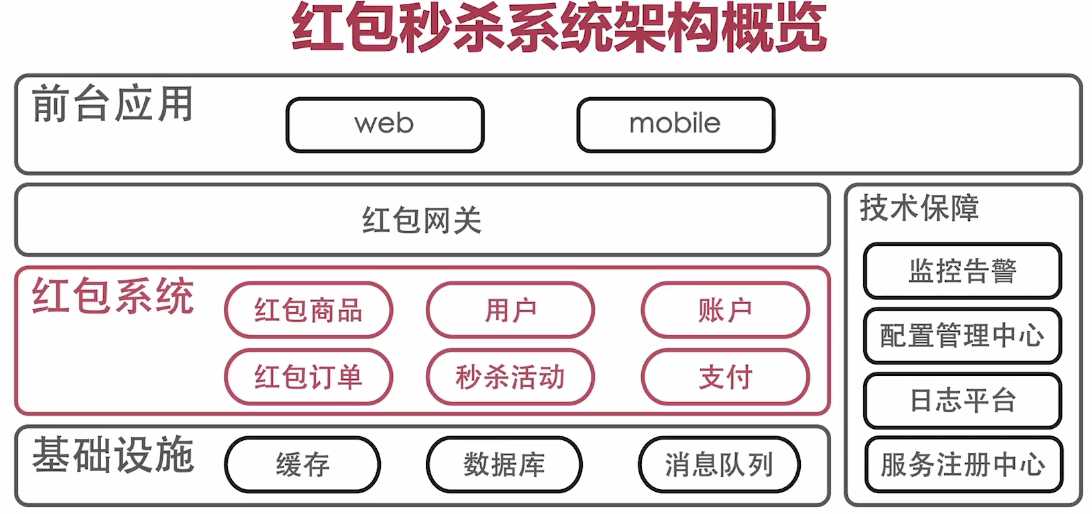 红包秒杀系统架构概览
前台应用
web
mobile
红包网关
红包系统
红包商品
用户
账户
红包订单
秒杀活动
支付
基础设施
缓存
数据库
消息队列
技术保障
监控告警
配置管理中心
日志平台
服务注册中心